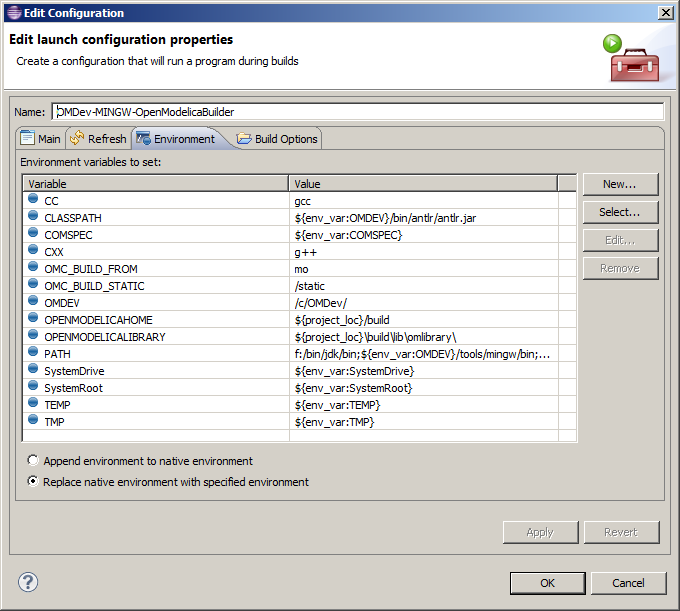 Edit Configuration
Edit launch configuration properties
Create a configuration that will run a program during builds
Name: OMDev-MINGW-OpenModelicaBuilder
Main Refresh Environment Build Options
Environment variables to set:
Variable Value
New...
CC gcc
CLASSPATH ${env_var:OMDEV}/bin/antlr/antlr.jar
Select...
COMSPEC ${env_var:COMSPEC}
Edit...
CXX g++
OMC_BUILD_FROM mo
Remove
OMC_BUILD_STATIC /static
OMDEV /c/OMDev/
OPENMODELICAHOME ${project_loc}/build
OPENMODELICALIBRARY ${project_loc}\build\lib\omlibrary\
PATH f:/bin/jdk/bin;${env_var:OMDEV}/tools/mingw/bin;...
SystemDrive ${env_var:SystemDrive}
SystemRoot ${env_var:SystemRoot}
TEMP ${env_var:TEMP}
TMP ${env_var:TMP}
Append environment to native environment
Replace native environment with specified environment
Apply Revert
? OK Cancel